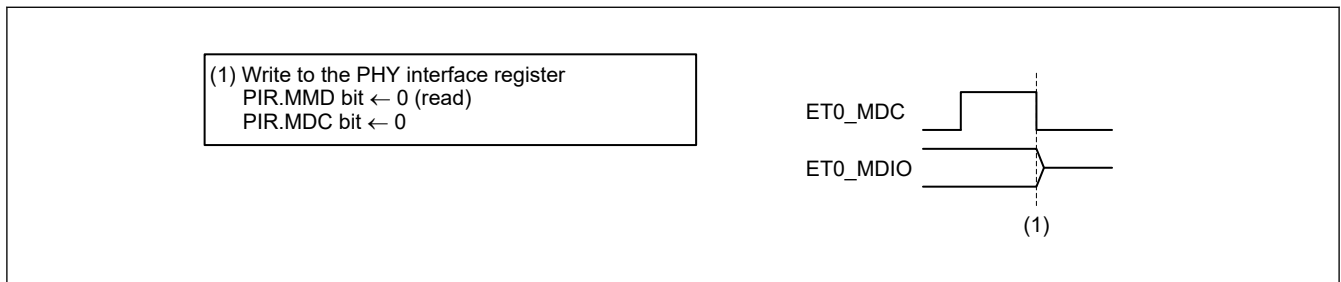 (1) Write to the PHY interface register
PIR.MMD bit ← 0 (read)
PIR.MDC bit ← 0
ET0_MDC
ET0_MDIO
(1)